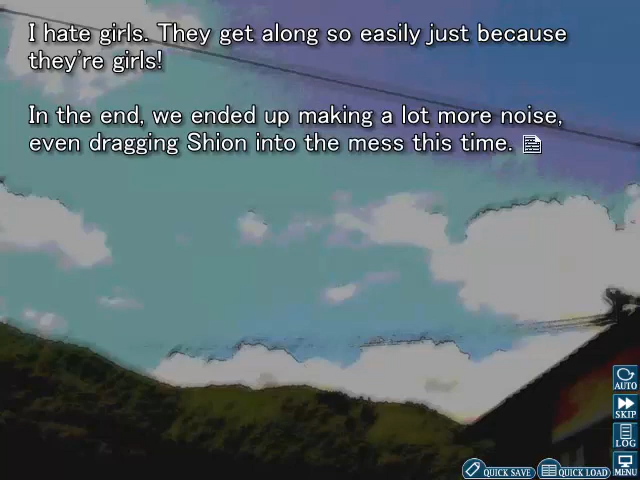 I hate girls. They get along so easily just because
they're girls!
In the end, we ended up making a lot more noise,
even dragging Shion into the mess this time.
AUTO
SKIP
LOG
MENU
QUICK SAVE
QUICK LOAD